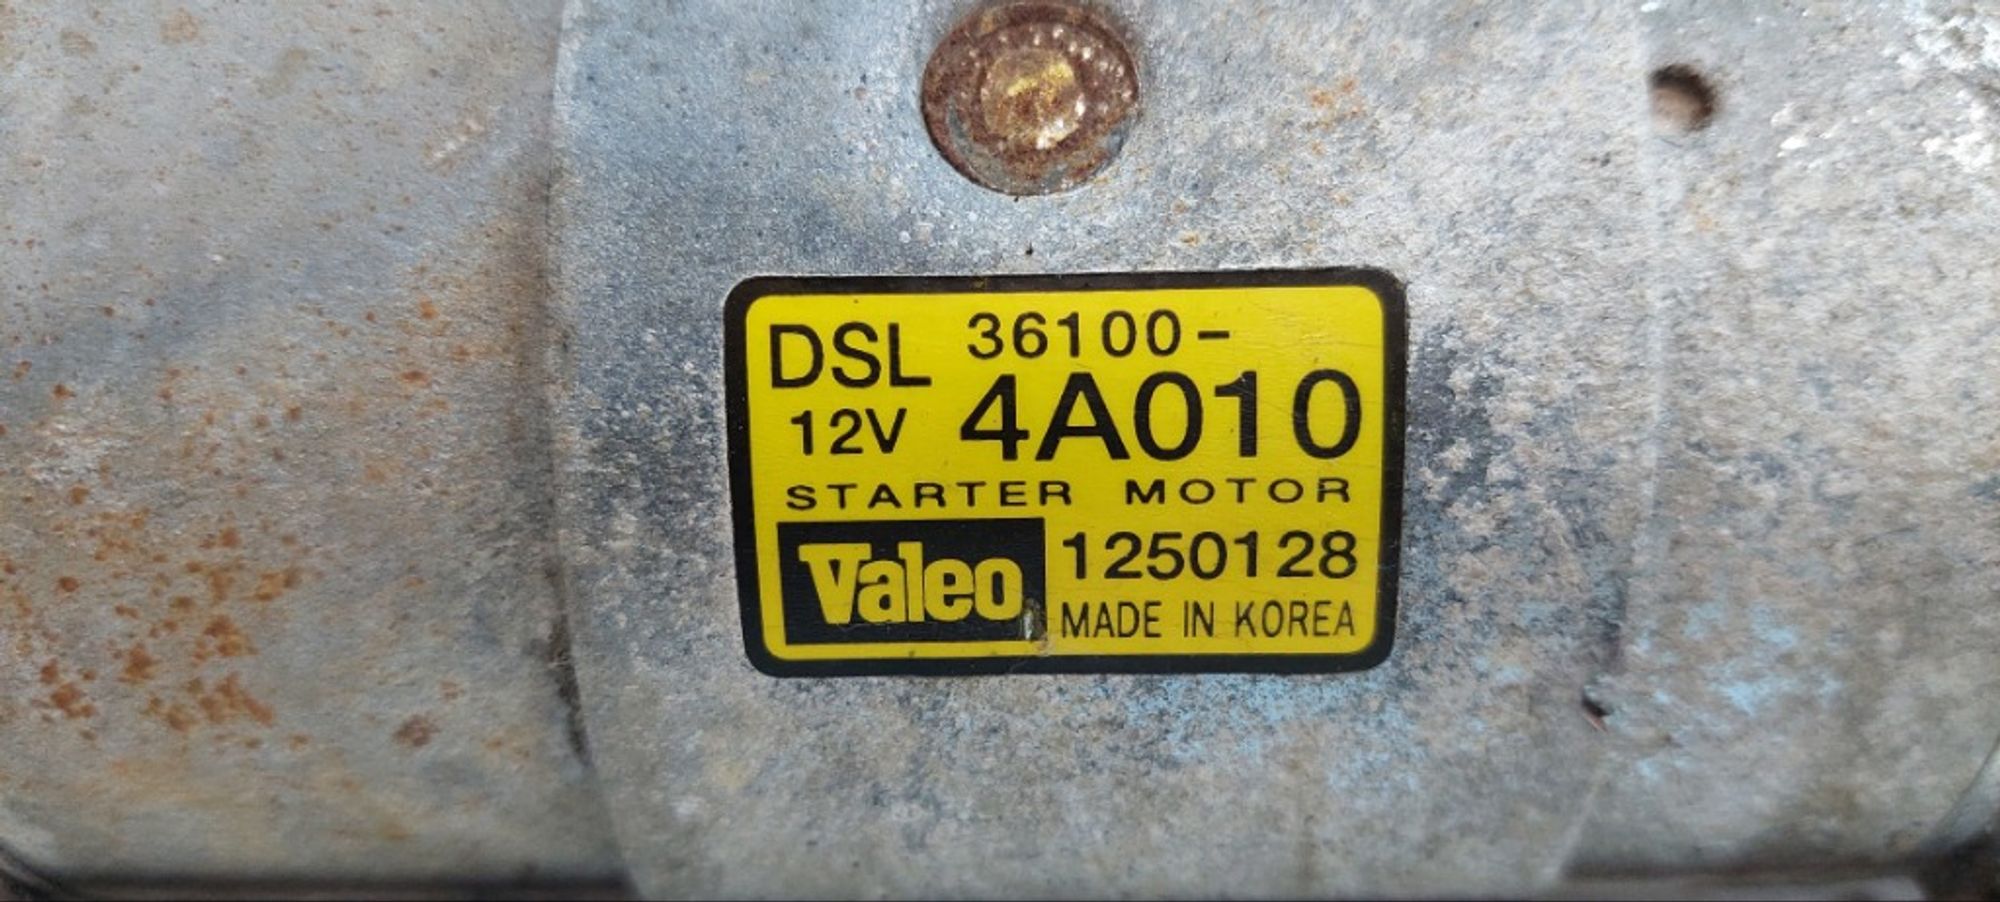 DSL 36100-
12V 4A010
STARTER MOTOR
Valeo 1250128
MADE IN KOREA